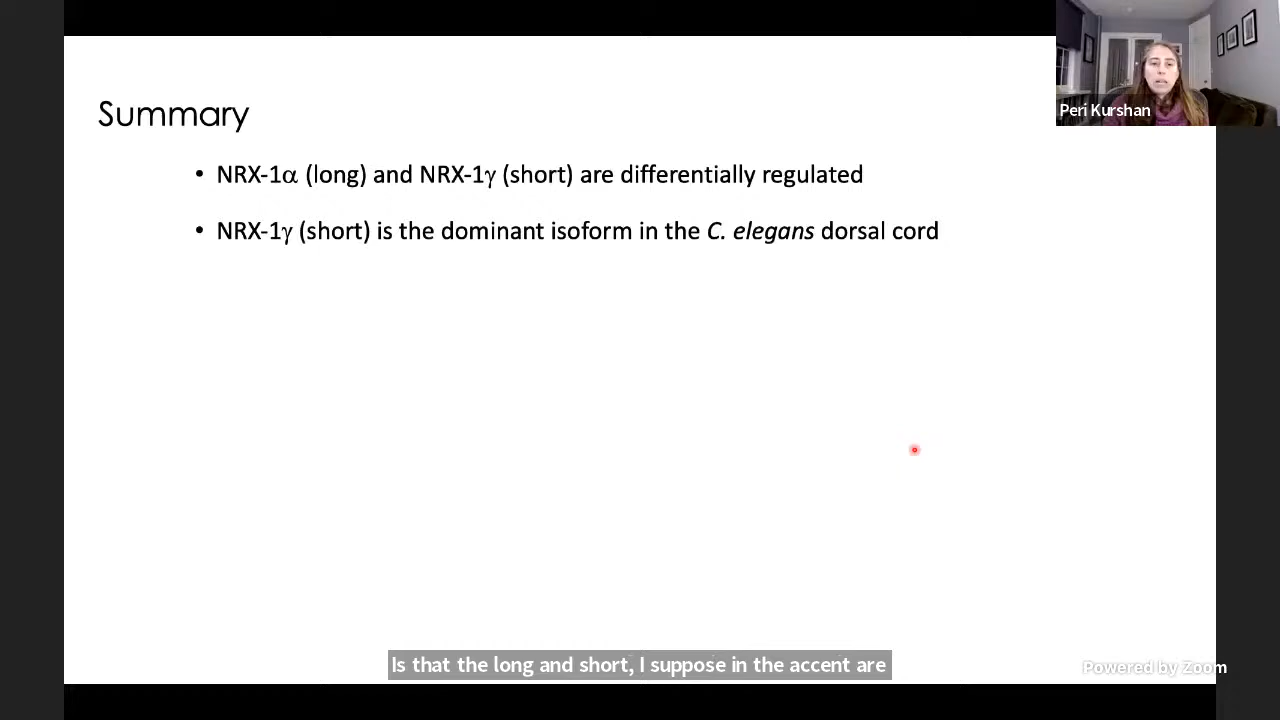 Peri Kurshan
Summary
• NRX-1α (long) and NRX-1γ (short) are differentially regulated
• NRX-1γ (short) is the dominant isoform in the C. elegans dorsal cord
Is that the long and short, I suppose in the accent are
Powered by Zoom